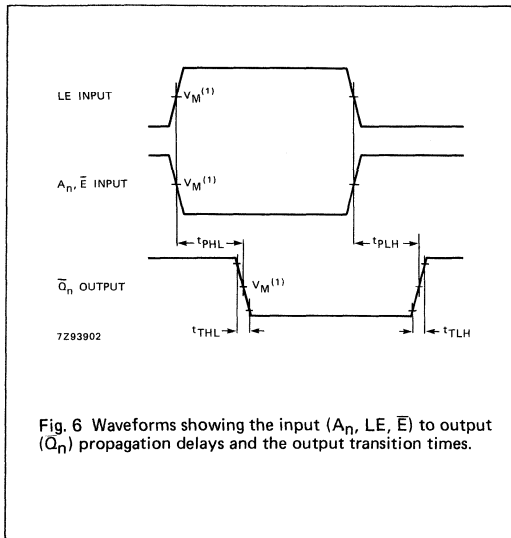 LE INPUT
V_M(1)
A_n, E̅ INPUT
V_M(1)
t_PHL
t_PLH
Q̅_n OUTPUT
V_M(1)
7Z93902
t_THL
t_TLH
Fig. 6 Waveforms showing the input (A_n, LE, E̅) to output
(Q̅_n) propagation delays and the output transition times.